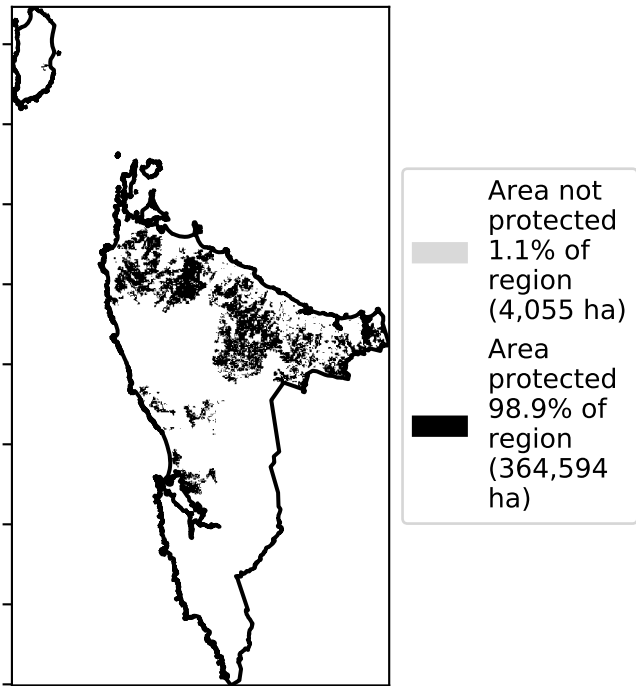 Area not
protected
1.1% of
region
(4,055 ha)
Area
protected
98.9% of
region
(364,594
ha)